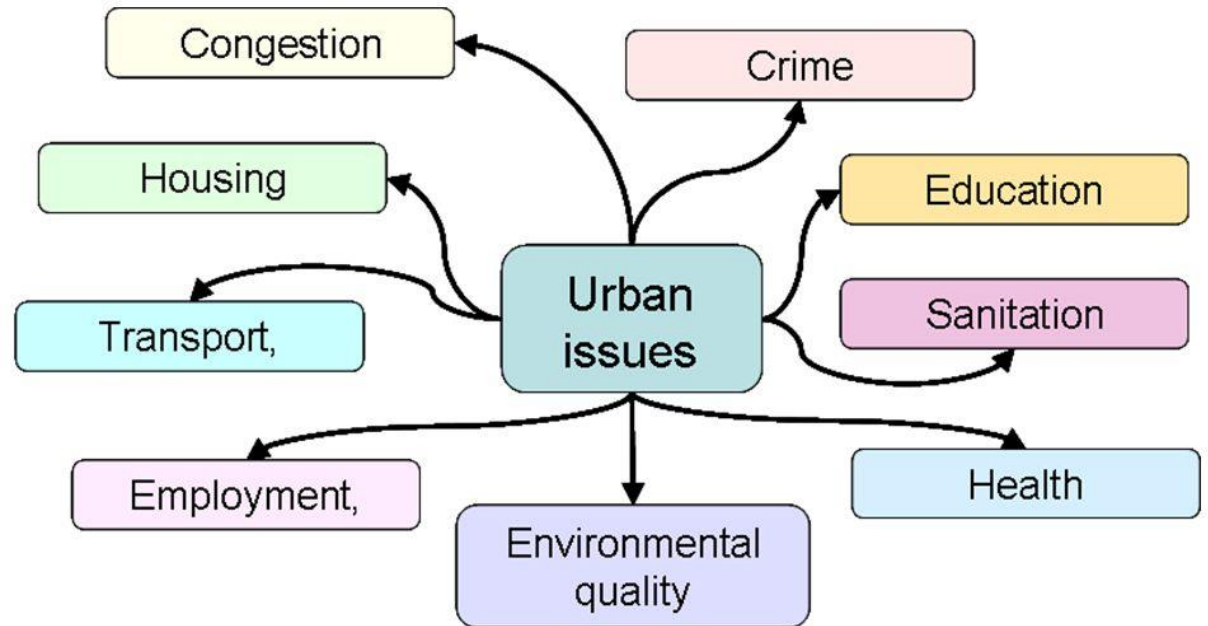 Congestion
Crime
Housing
Education
Urban
issues
Sanitation
Transport,
Employment,
Health
Environmental
quality